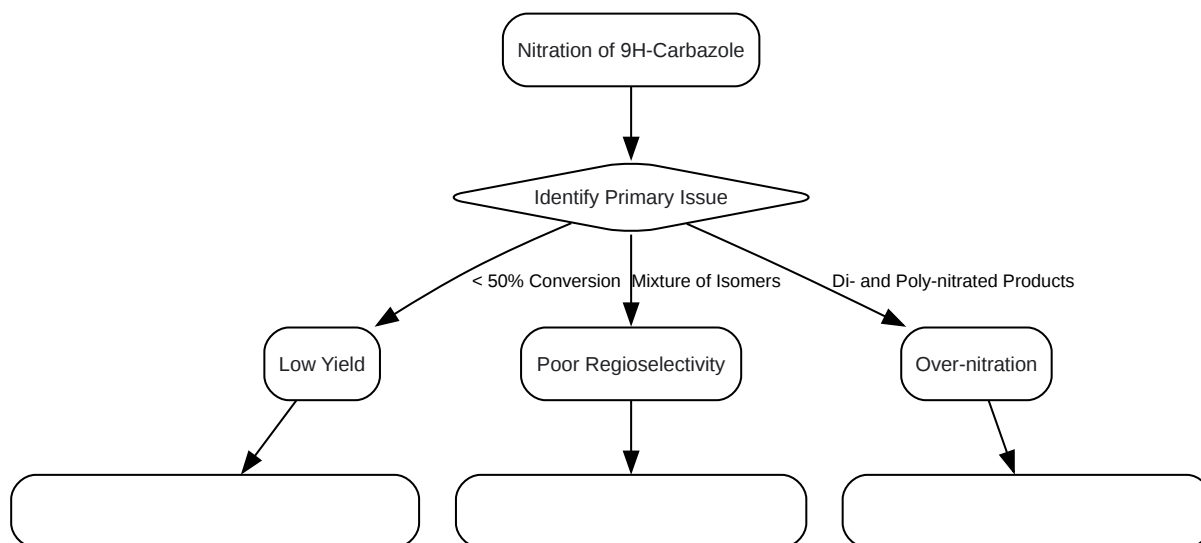 Nitration of 9H-Carbazole
Identify Primary Issue
< 50% Conversion
Mixture of Isomers
Di- and Poly-nitrated Products
Low Yield
Poor Regioselectivity
Over-nitration